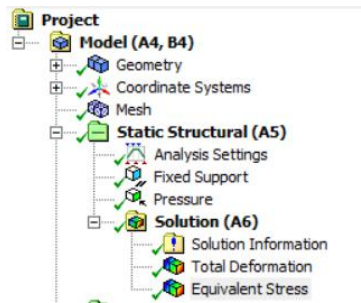 Project
Model (A4, B4)
Geometry
Coordinate Systems
Mesh
Static Structural (A5)
Analysis Settings
Fixed Support
Pressure
Solution (A6)
Solution Information
Total Deformation
Equivalent Stress